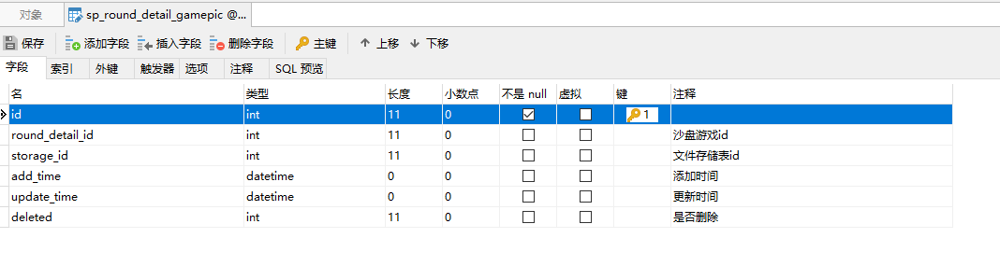 对象 sp_round_detail_gamepic @...
保存 添加字段 插入字段 删除字段 主键 上移 下移
字段 索引 外键 触发器 选项 注释 SQL 预览
名 类型 长度 小数点 不是 null 虚拟 键 注释
id int 11 0 1
round_detail_id int 11 0 沙盘游戏id
storage_id int 11 0 文件存储表id
add_time datetime 0 0 添加时间
update_time datetime 0 0 更新时间
deleted int 11 0 是否删除